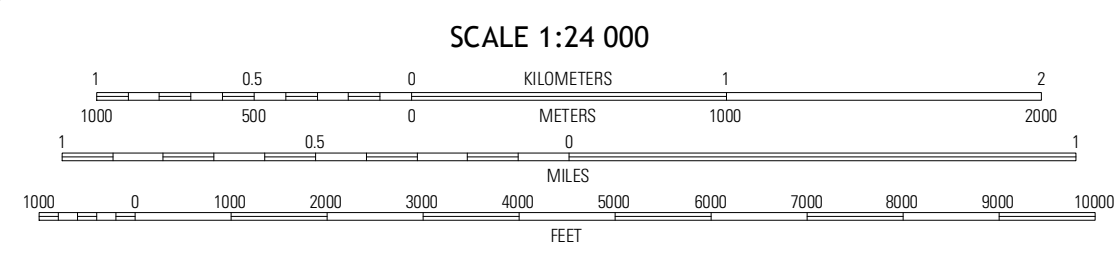 SCALE 1:24 000
1 0.5 0 KILOMETERS 1 2
1000 500 0 METERS 1000 2000
1 0.5 0 1
MILES
1000 0 1000 2000 3000 4000 5000 6000 7000 8000 9000 10000
FEET